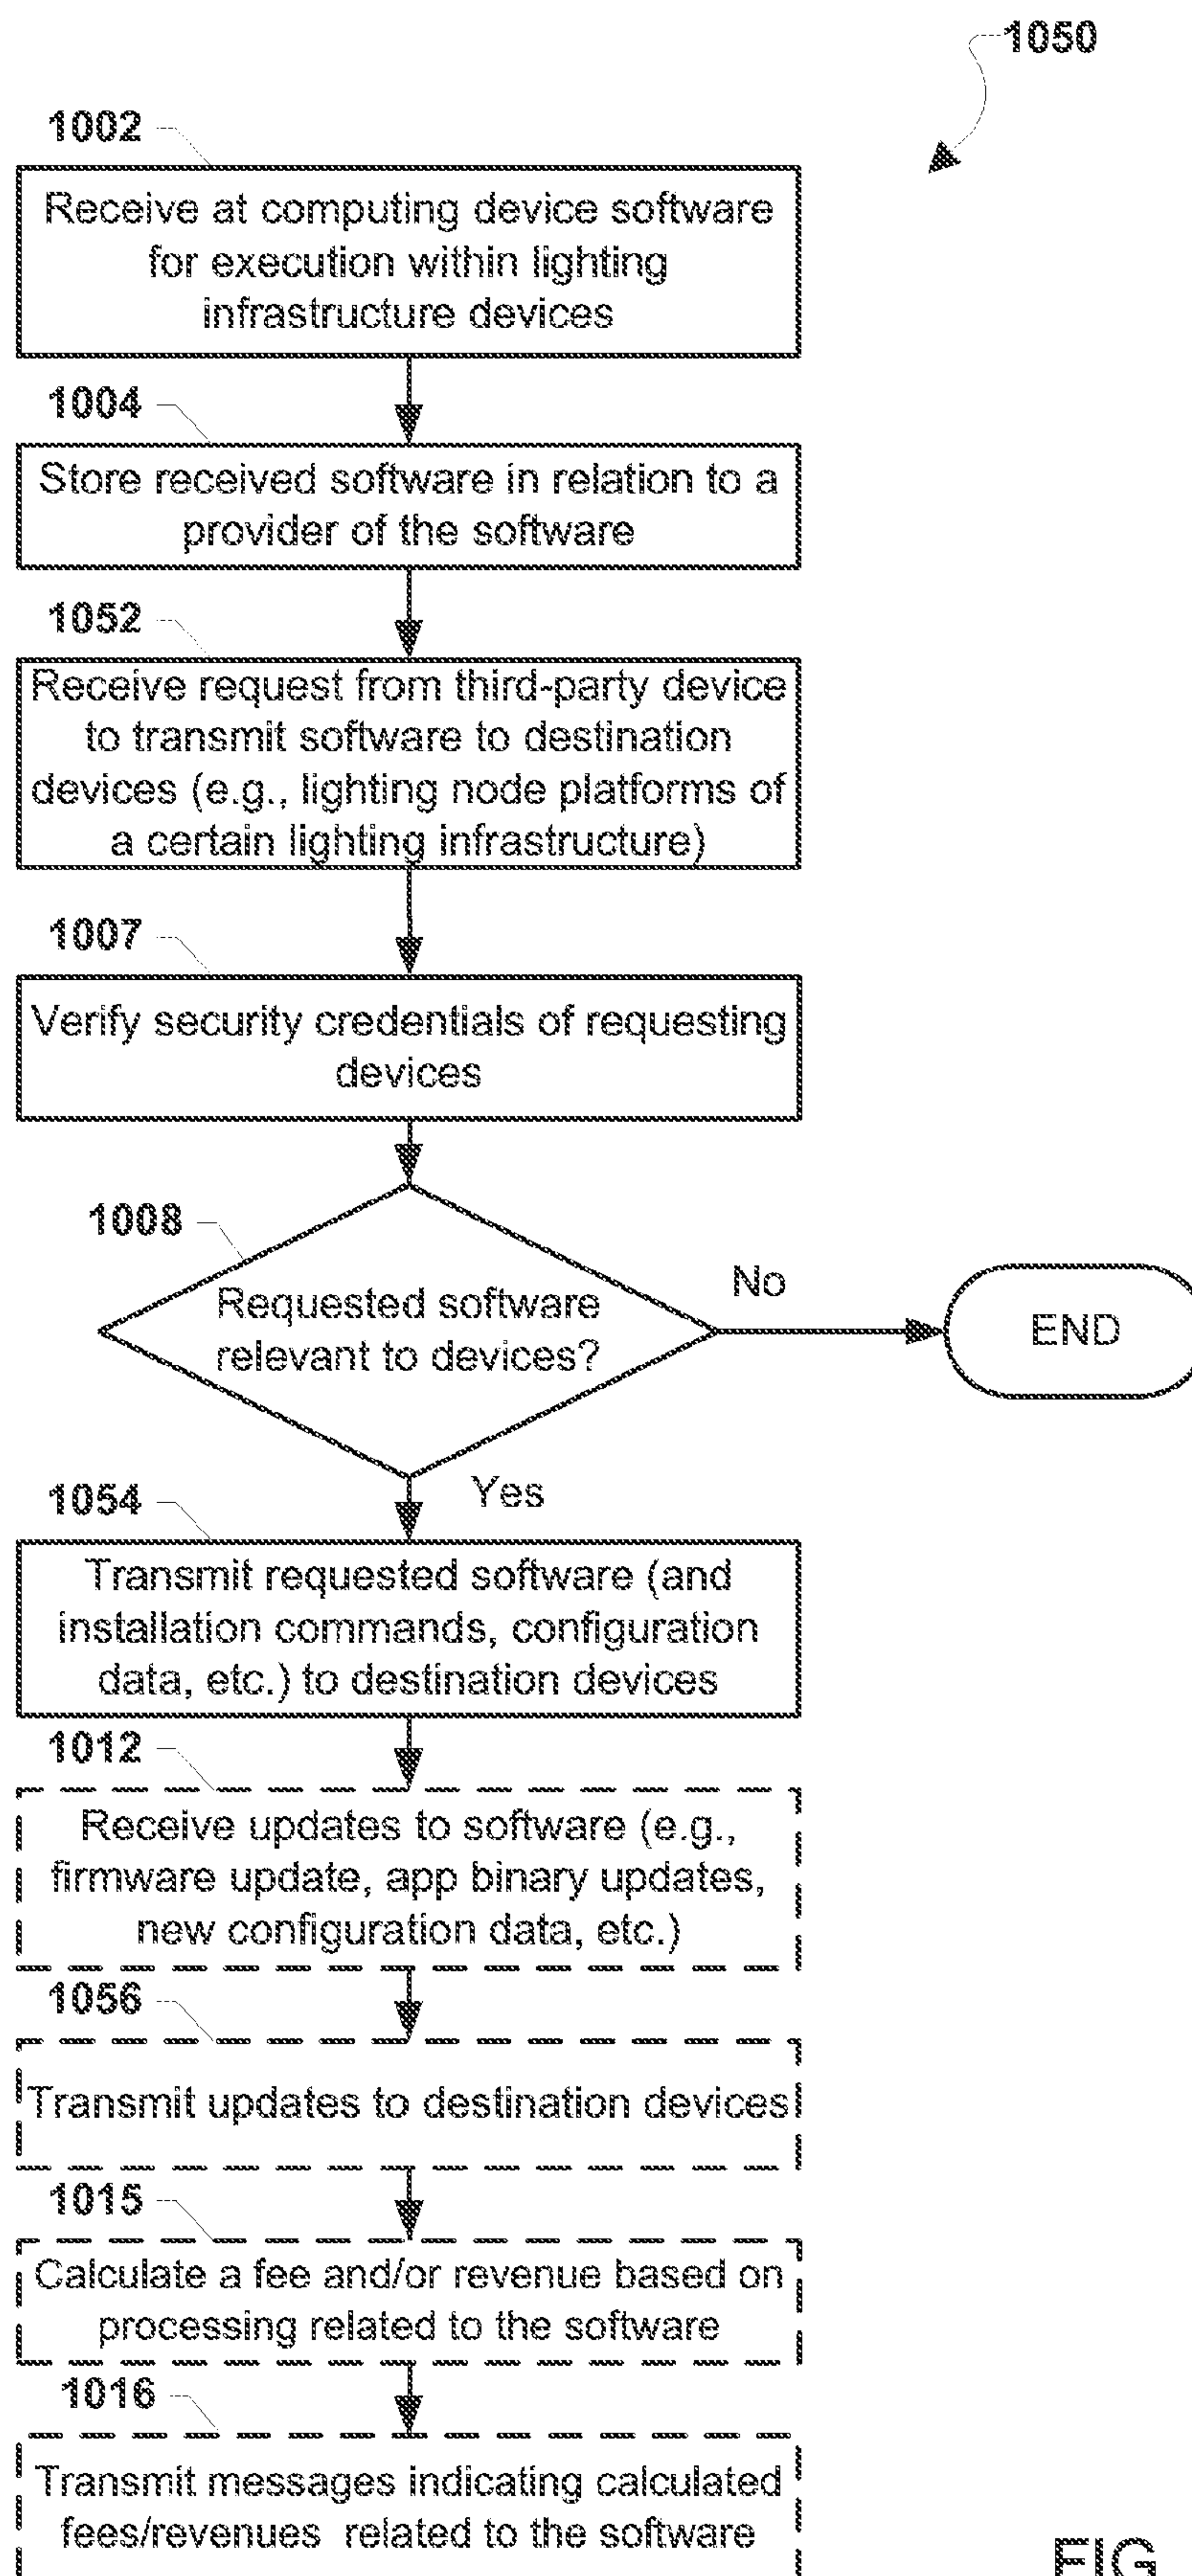 1050
1002
Receive at computing device software
for execution within lighting
infrastructure devices
1004
Store received software in relation to a
provider of the software
1052
Receive request from third-party device
to transmit software to destination
devices (e.g., lighting node platforms of
a certain lighting infrastructure)
1007
Verify security credentials of requesting
devices
1008
Requested software
relevant to devices?
No
END
Yes
1054
Transmit requested software (and
installation commands, configuration
data, etc.) to destination devices
1012
Receive updates to software (e.g.,
firmware update, app binary updates,
new configuration data, etc.)
1056
Transmit updates to destination devices
1015
Calculate a fee and/or revenue based on
processing related to the software
1016
Transmit messages indicating calculated
fees/revenues related to the software
FIG